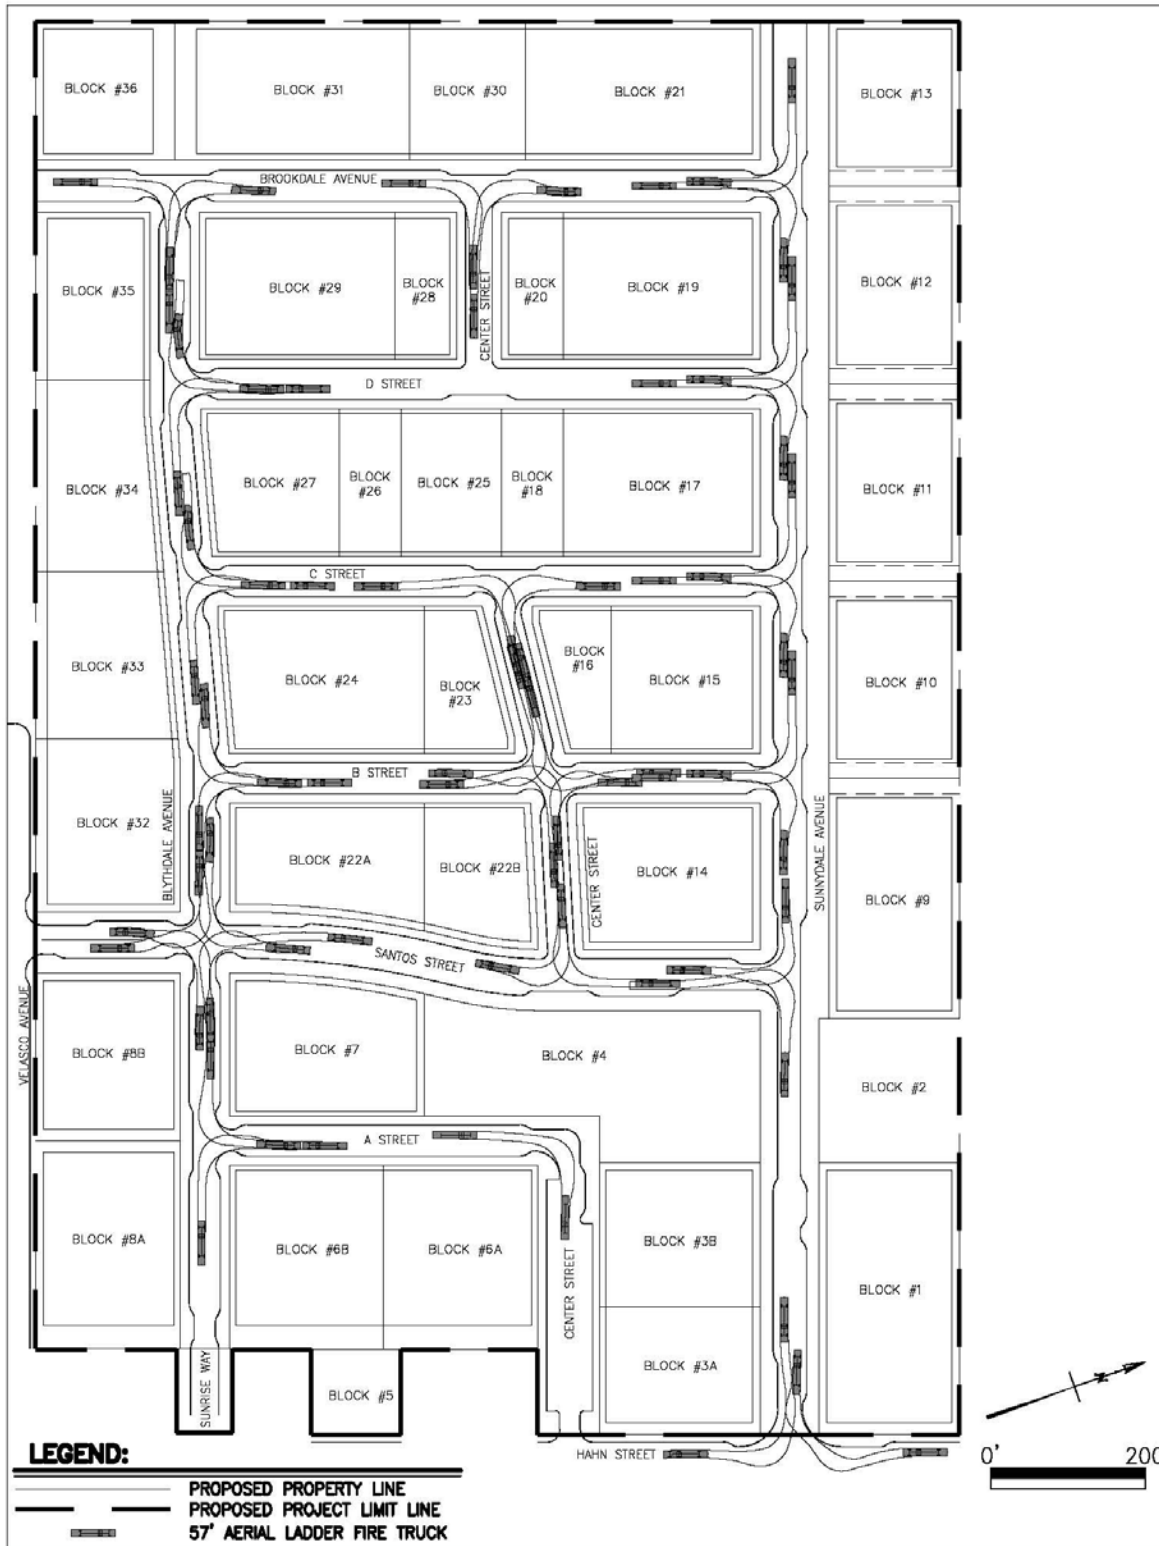 BLOCK #36
BLOCK #31
BLOCK #30
BLOCK #21
BLOCK #13
BROOKDALE AVENUE
BLOCK #35
BLOCK #29
BLOCK
#28
CENTER STREET
BLOCK
#20
BLOCK #19
BLOCK #12
D STREET
BLOCK #34
BLOCK #27
BLOCK
#26
BLOCK #25
BLOCK
#18
BLOCK #17
BLOCK #11
C STREET
BLOCK #33
BLOCK #24
BLOCK
#23
BLOCK
#16
BLOCK #15
BLOCK #10
B STREET
BLOCK #32
BLYTHDALE AVENUE
BLOCK #22A
BLOCK #22B
CENTER STREET
BLOCK #14
SUNNYDALE AVENUE
BLOCK #9
SANTOS STREET
VELASCO AVENUE
BLOCK #8B
BLOCK #7
BLOCK #4
BLOCK #2
A STREET
BLOCK #8A
BLOCK #6B
BLOCK #6A
CENTER STREET
BLOCK #3B
BLOCK #1
BLOCK #3A
SUNRISE WAY
BLOCK #5
HAHN STREET
N
0' 200
LEGEND:
PROPOSED PROPERTY LINE
PROPOSED PROJECT LIMIT LINE
57' AERIAL LADDER FIRE TRUCK